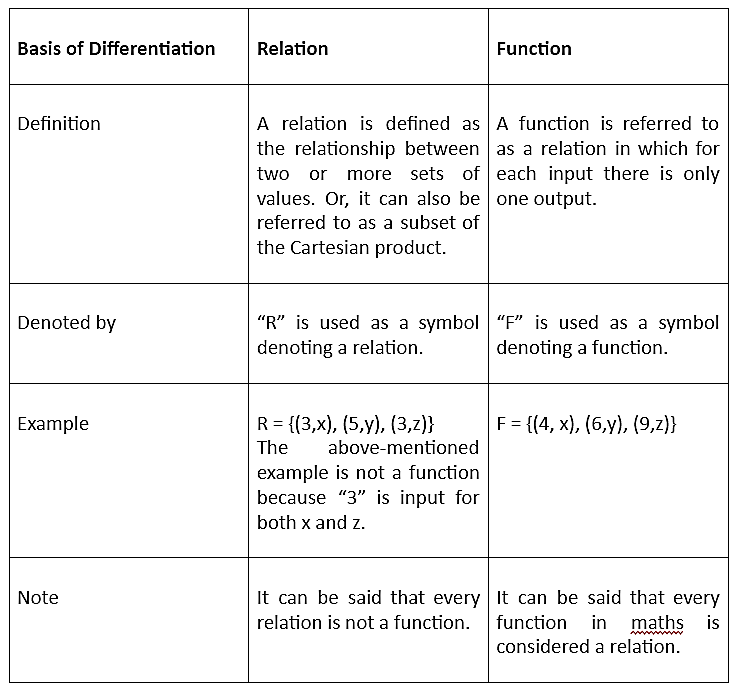 Basis of Differentiation
Relation
Function
Definition
A relation is defined as
the relationship between
two or more sets of
values. Or, it can also be
referred to as a subset of
the Cartesian product.
A function is referred to
as a relation in which for
each input there is only
one output.
Denoted by
“R” is used as a symbol
denoting a relation.
“F” is used as a symbol
denoting a function.
Example
R = {(3,x), (5,y), (3,z)}
The above-mentioned
example is not a function
because “3” is input for
both x and z.
F = {(4, x), (6,y), (9,z)}
Note
It can be said that every
relation is not a function.
It can be said that every
function in maths is
considered a relation.